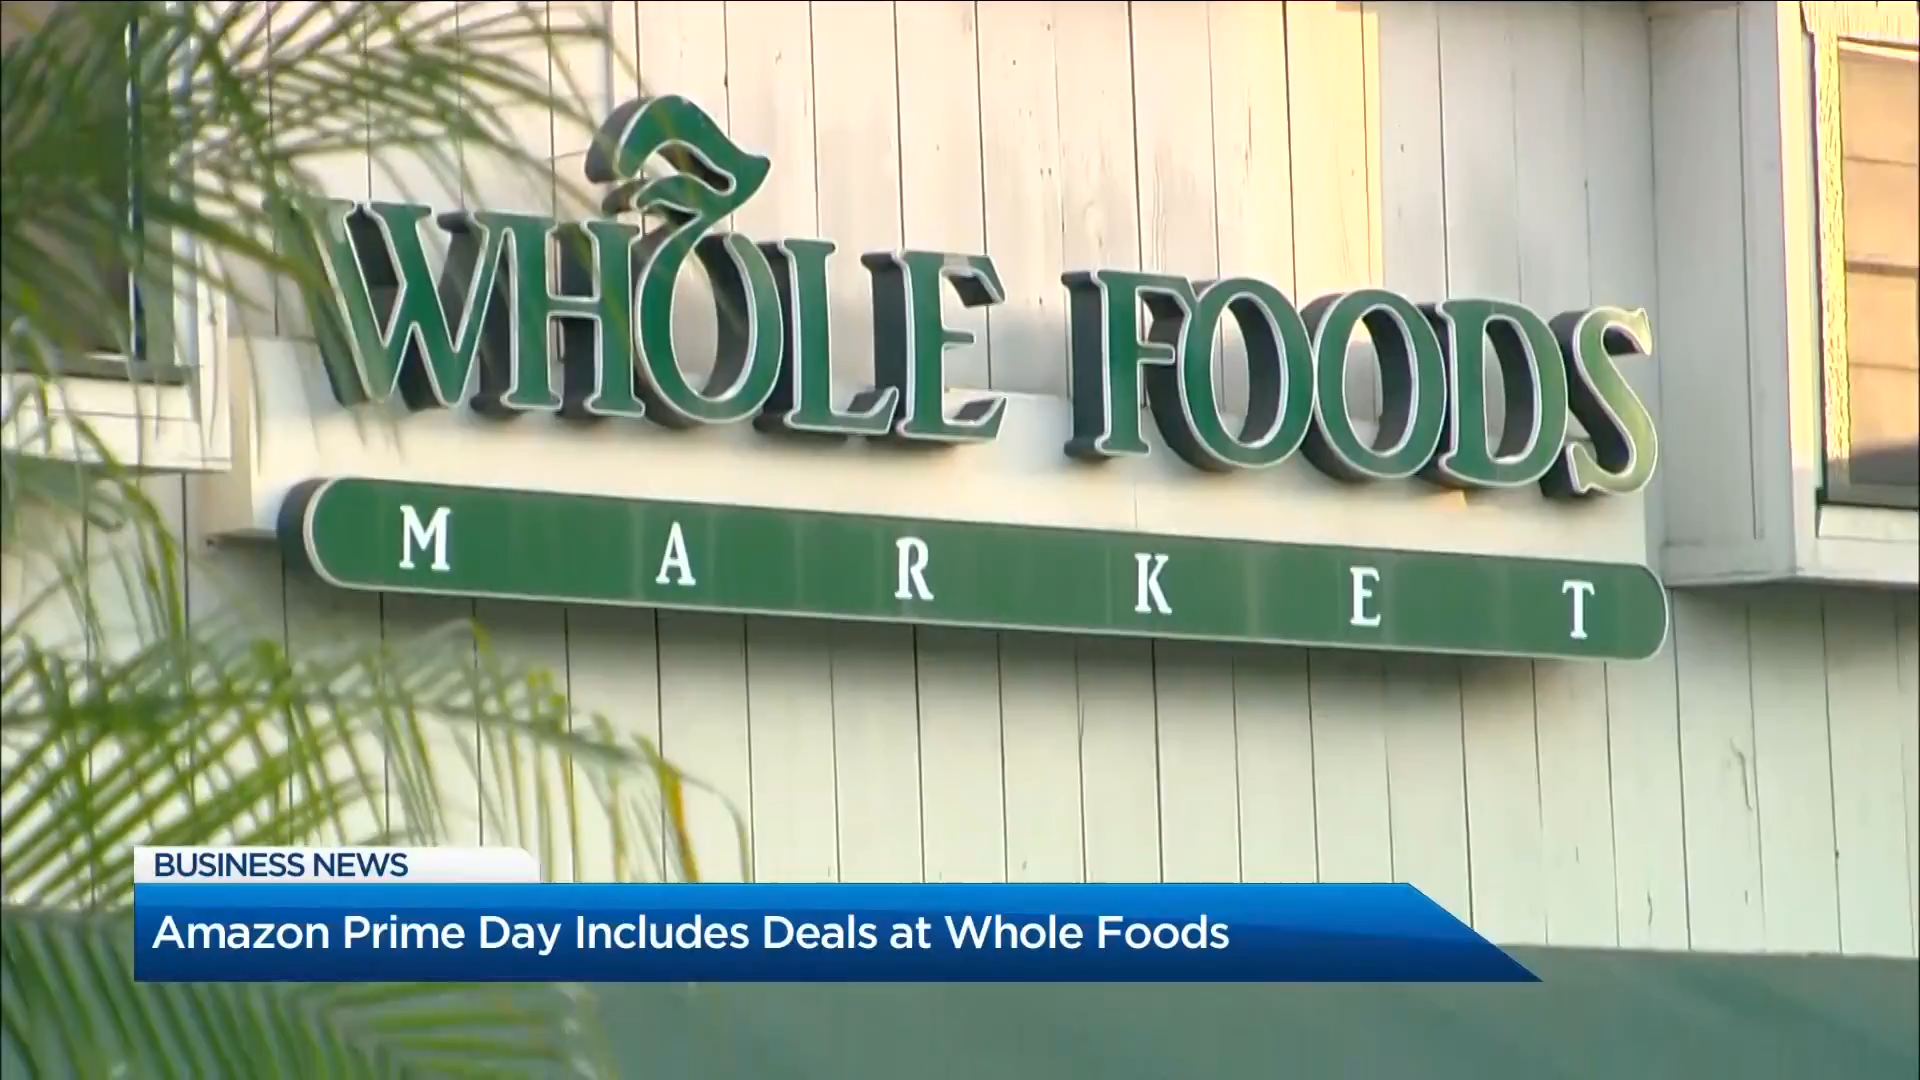 WHOLE FOODS
MARKET
BUSINESS NEWS
Amazon Prime Day Includes Deals at Whole Foods